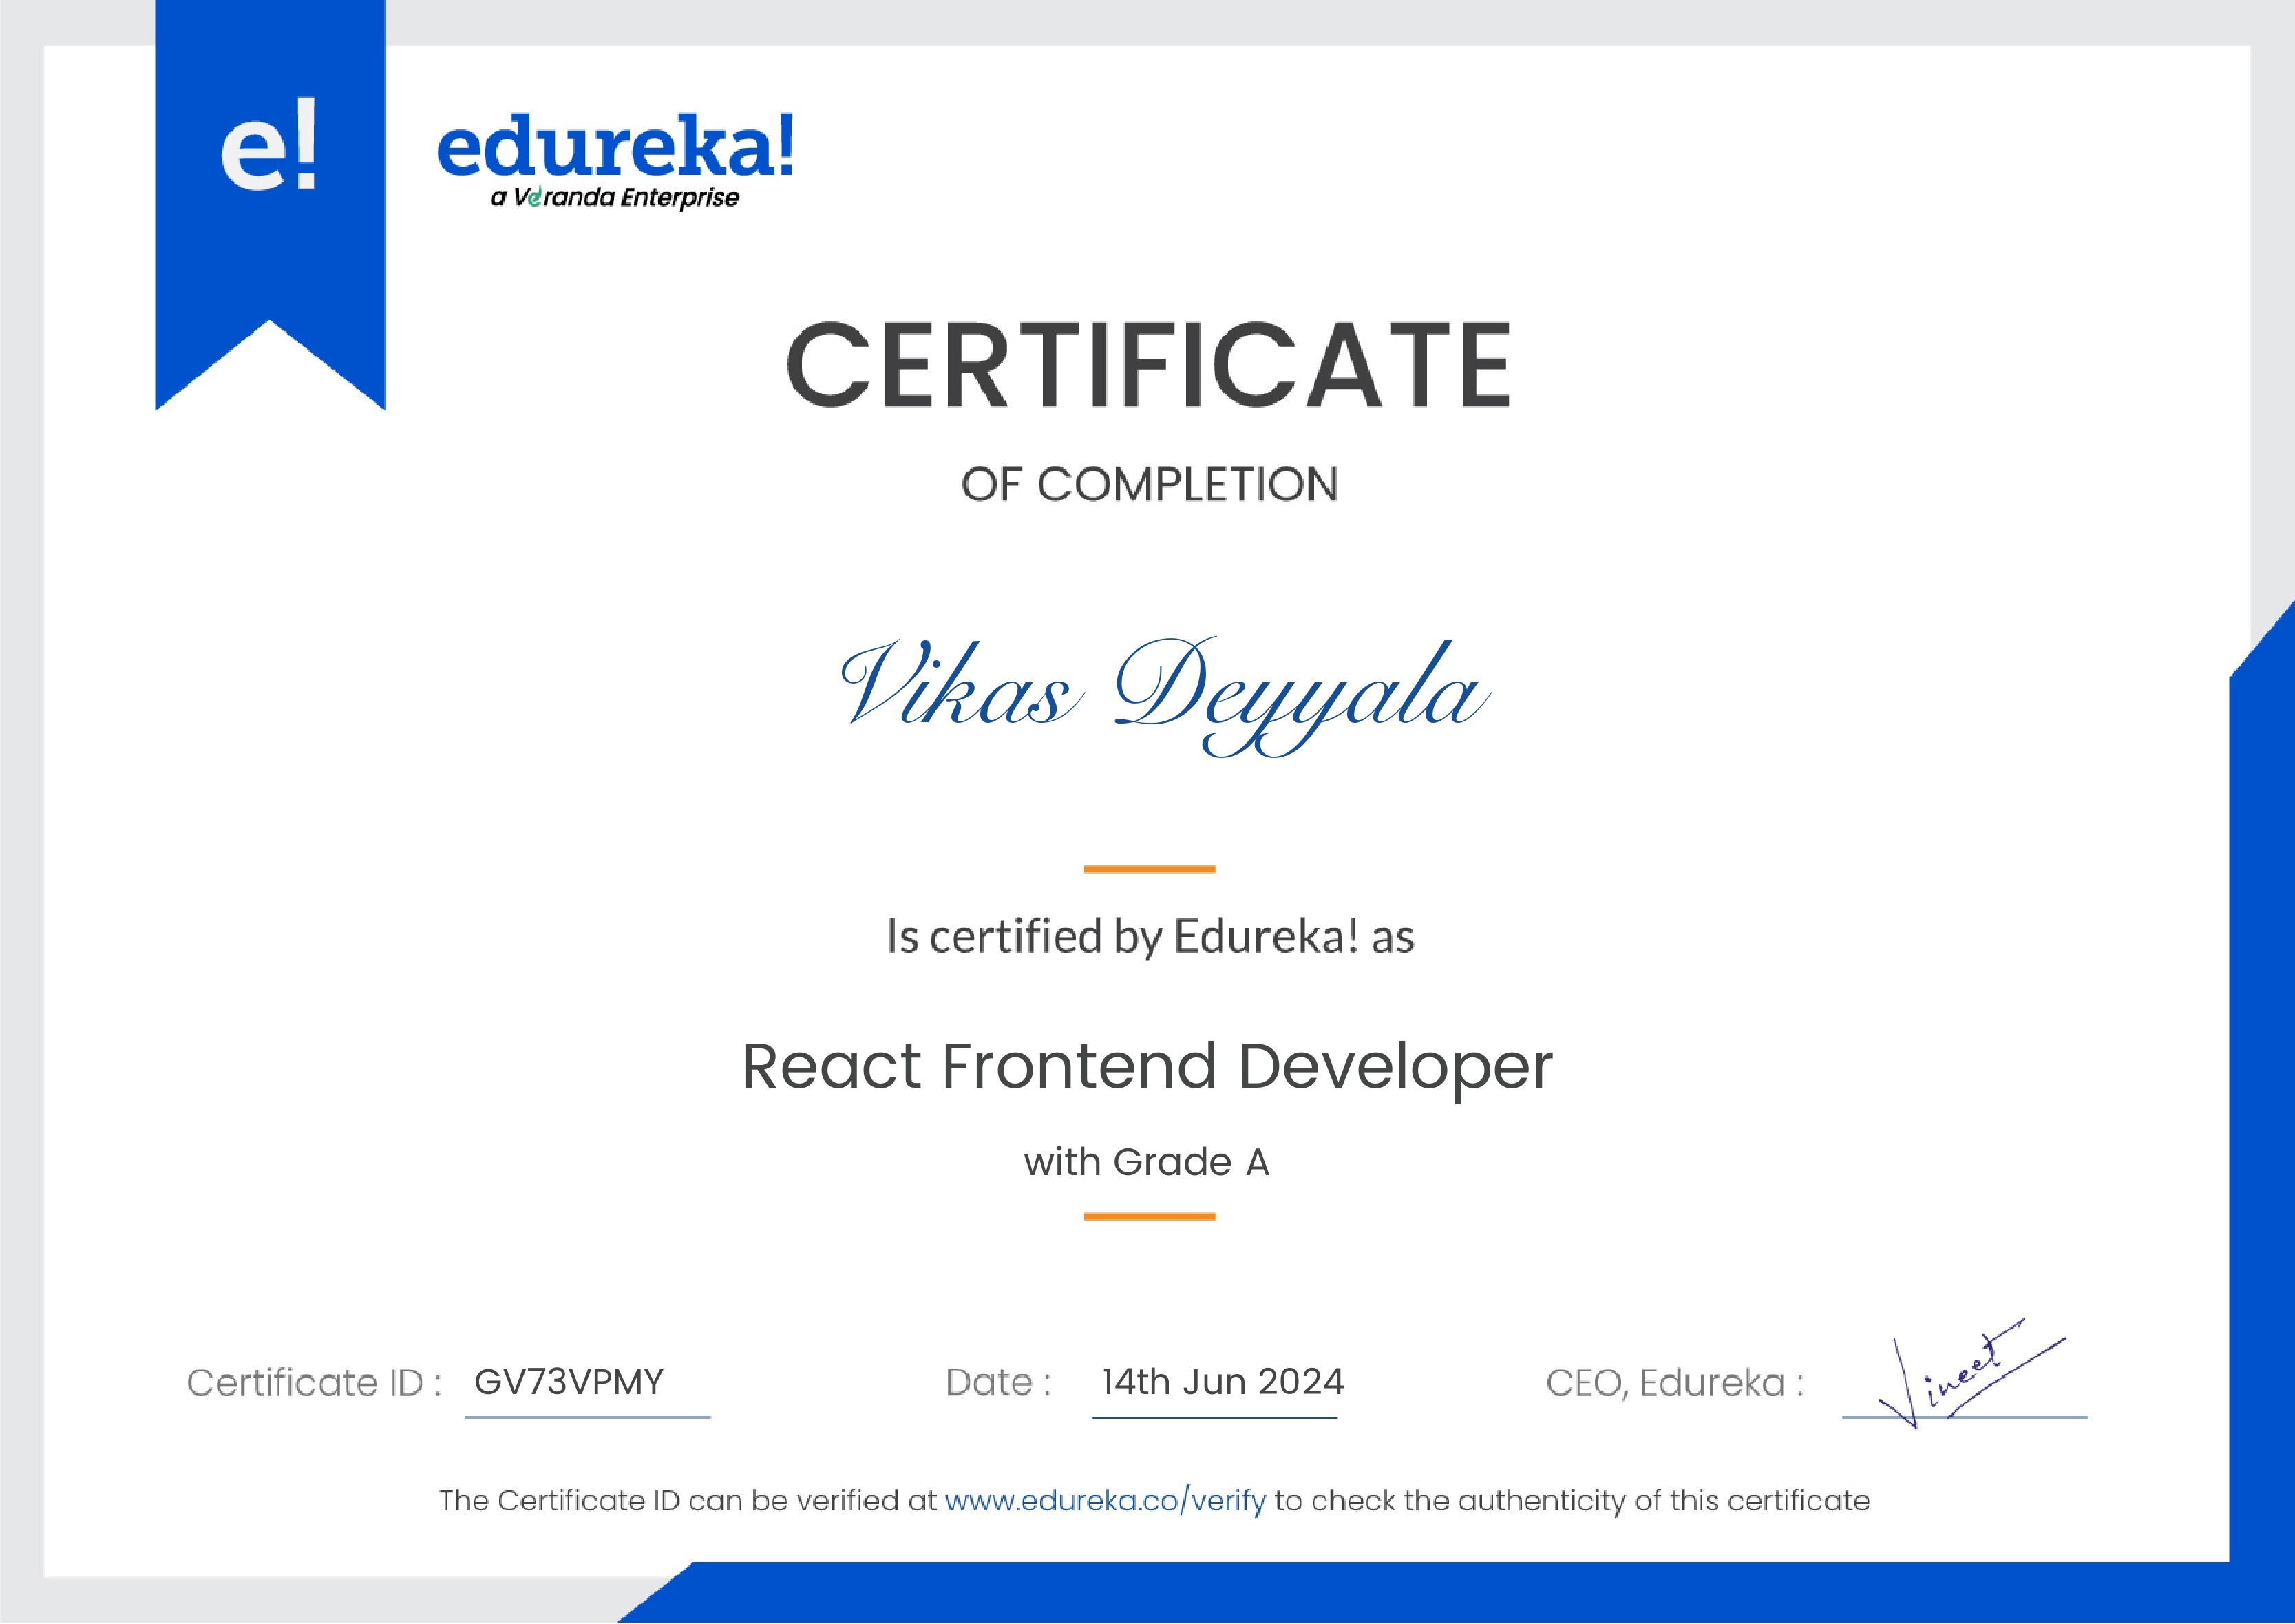 e!
edureka!
a Veranda Enterprise
CERTIFICATE
OF COMPLETION
Vikas Deyyala
Is certified by Edureka! as
React Frontend Developer
with Grade A
Certificate ID : GV73VPMY
Date : 14th Jun 2024
CEO, Edureka : Vineet
The Certificate ID can be verified at www.edureka.co/verify to check the authenticity of this certificate